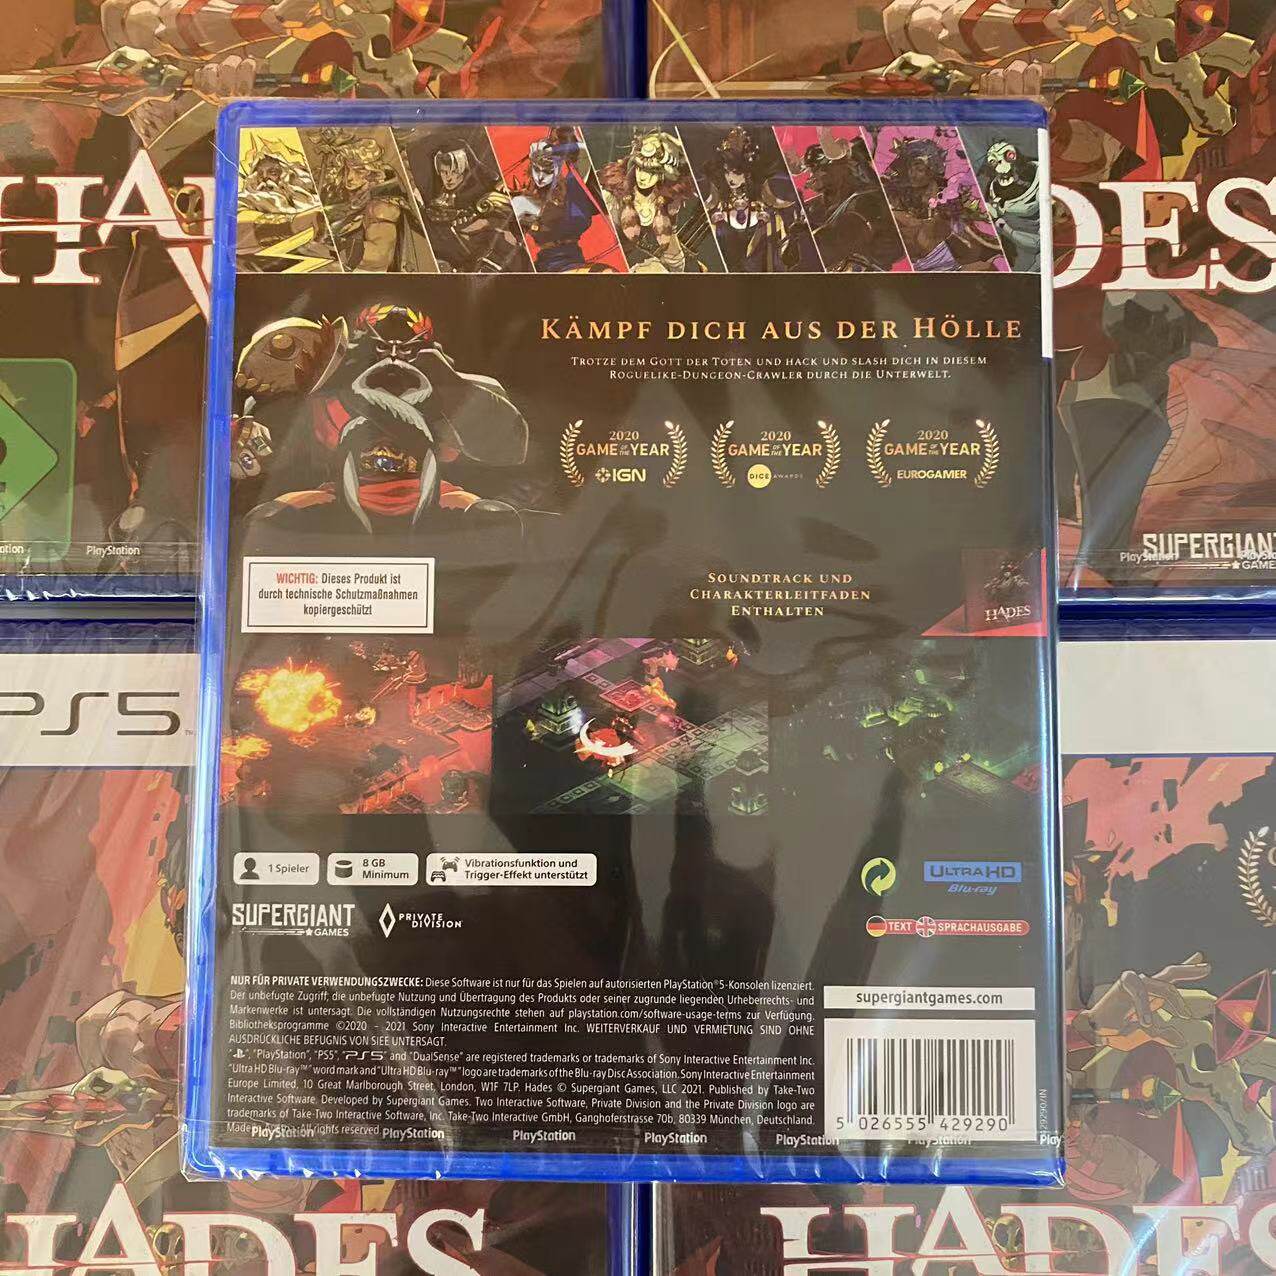 HA
DES
PlayStation
SUPERGIANT
GAMES
PS5
KÄMPF DICH AUS DER HÖLLE
TROTZE DEM GOTT DER TOTEN UND HACK UND SLASH DICH IN DIESEM
ROGUELIKE-DUNGEON-CRAWLER DURCH DIE UNTERWELT.
2020
GAME OF THE YEAR
IGN
2020
GAME OF THE YEAR
DICE AWARDS
2020
GAME OF THE YEAR
EUROGAMER
WICHTIG: Dieses Produkt ist
durch technische Schutzmaßnahmen
kopiergeschützt
SOUNDTRACK UND
CHARAKTERLEITFADEN
ENTHALTEN
HADES
1 Spieler
8 GB
Minimum
Vibrationsfunktion und
Trigger-Effekt unterstützt
ULTRA HD
Blu-ray
SUPERGIANT
GAMES
PRIVATE
DIVISION
TEXT
SPRACHAUSGABE
NUR FÜR PRIVATE VERWENDUNGSZWECKE: Diese Software ist nur für das Spielen auf autorisierten PlayStation®5-Konsolen lizenziert.
Der unbefugte Zugriff, die unbefugte Nutzung und Übertragung des Produkts oder seiner zugrunde liegenden Urheberrechts- und
Markenwerke ist untersagt. Die vollständigen Nutzungsrechte stehen auf playstation.com/software-usage-terms zur Verfügung.
Bibliotheksprogramme ©2020 - 2021 Sony Interactive Entertainment Inc. WEITERVERKAUF UND VERMIETUNG SIND OHNE
AUSDRÜCKLICHE BEFUGNIS VON SIEE UNTERSAGT.
"PlayStation", "PS5", "PS5" and "DualSense" are registered trademarks or trademarks of Sony Interactive Entertainment Inc.
"Ultra HD Blu-ray™" word mark and "Ultra HD Blu-ray™" logo are trademarks of the Blu-ray Disc Association. Sony Interactive Entertainment
Europe Limited, 10 Great Marlborough Street, London, W1F 7LP. Hades © Supergiant Games, LLC 2021. Published by Take-Two
Interactive Software. Developed by Supergiant Games. Two Interactive Software, Private Division and the Private Division logo are
trademarks of Take-Two Interactive Software, Inc. Take-Two Interactive GmbH, Ganghoferstrasse 70b, 80339 München, Deutschland.
Made All rights reserved.
supergiantgames.com
5 026555 429290
PlayStation PlayStation PlayStation PlayStation PlayStation PlayStation
HADES
HADES